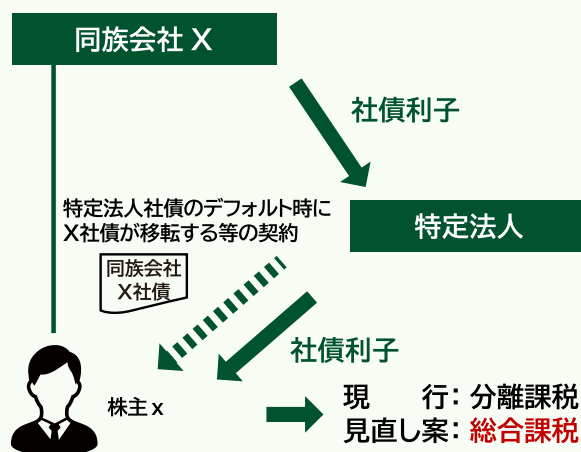 同族会社 X
社債利子
特定法人社債のデフォルト時に
X社債が移転する等の契約
特定法人
同族会社
X社債
社債利子
株主 x
現　　行：分離課税
見直し案：総合課税